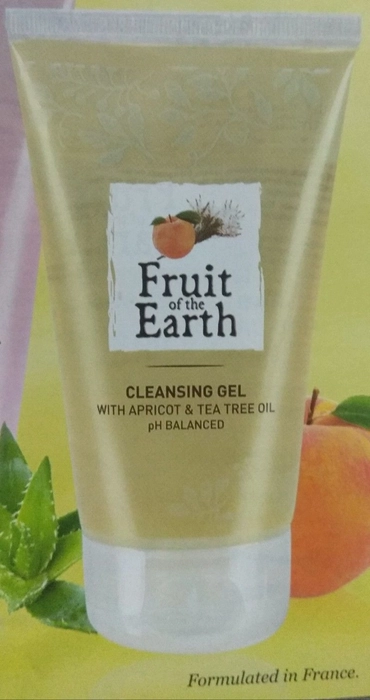 Fruit
of the
Earth
CLEANSING GEL
WITH APRICOT & TEA TREE OIL
pH BALANCED
Formulated in France.